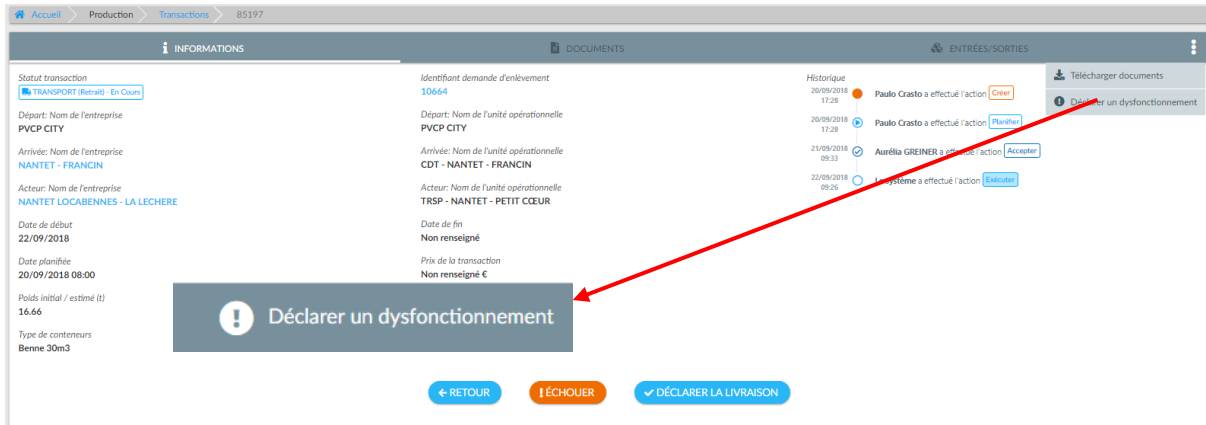 Accueil Production Transactions 85197
INFORMATIONS DOCUMENTS ENTRÉES/SORTIES
Télécharger documents
Déclarer un dysfonctionnement
Statut transaction
TRANSPORT (Retrait) - En Cours
Départ: Nom de l'entreprise
PVCP CITY
Arrivée: Nom de l'entreprise
NANTET - FRANCIN
Acteur: Nom de l'entreprise
NANTET LOCABENNES - LA LECHERE
Date de début
22/09/2018
Date planifiée
20/09/2018 08:00
Poids initial / estimé (t)
16.66
Type de conteneurs
Benne 30m3
Identifiant demande d'enlèvement
10664
Départ: Nom de l'unité opérationnelle
PVCP CITY
Arrivée: Nom de l'unité opérationnelle
CDT - NANTET - FRANCIN
Acteur: Nom de l'unité opérationnelle
TRSP - NANTET - PETIT CŒUR
Date de fin
Non renseigné
Prix de la transaction
Non renseigné €
Historique
20/09/2018 17:28 Paulo Crasto a effectué l'action Créer
20/09/2018 17:28 Paulo Crasto a effectué l'action Planifier
21/09/2018 09:33 Aurélia GREINER a effectué l'action Accepter
22/09/2018 09:26 Le système a effectué l'action Exécuter
Déclarer un dysfonctionnement
RETOUR ÉCHOUER DÉCLARER LA LIVRAISON